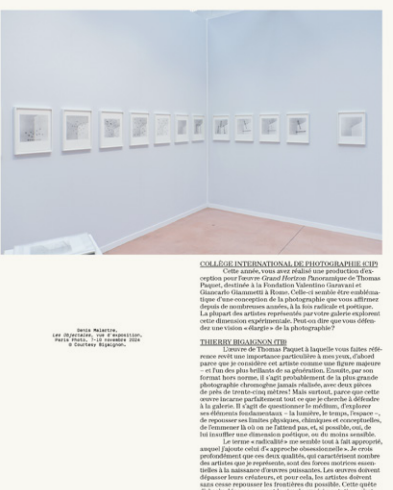 Denis Malartre,
Les Objectales, vue d'exposition,
Paris Photo, 7-10 novembre 2024
© Courtesy Bigaignon.
COLLÈGE INTERNATIONAL DE PHOTOGRAPHIE (CIP)
Cette année, vous avez réalisé une production d'ex-
ception pour l'œuvre Grand Horizon Panoramique de Thomas
Paquet, destinée à la Fondation Valentino Garavani et
Giancarlo Giammetti à Rome. Celle-ci semble être embléma-
tique d'une conception de la photographie que vous affirmez
depuis de nombreuses années, à la fois radicale et poétique.
La plupart des artistes représentés par votre galerie explorent
cette dimension expérimentale. Peut-on dire que vous défen-
dez une vision « élargie » de la photographie?
THIERRY BIGAIGNON (TB)
L'œuvre de Thomas Paquet à laquelle vous faites réfé-
rence revêt une importance particulière à mes yeux, d'abord
parce que je considère cet artiste comme une figure majeure
– et l'un des plus brillants de sa génération. Ensuite, par son
format hors norme, il s'agit probablement de la plus grande
photographie chromogène jamais réalisée, avec deux pièces
de près de trente-cinq mètres! Mais surtout, parce que cette
œuvre incarne parfaitement tout ce que je cherche à défendre
à la galerie. Il s'agit de questionner le médium, d'explorer
ses éléments fondamentaux – la lumière, le temps, l'espace –,
de repousser ses limites physiques, chimiques et conceptuelles,
de l'emmener là où on ne l'attend pas, et, si possible, oui, de
lui insuffler une dimension poétique, ou du moins sensible.
Le terme « radicalité » me semble tout à fait approprié,
auquel j'ajoute celui d'« approche obsessionnelle ». Je crois
profondément que ces deux qualités, qui caractérisent nombre
des artistes que je représente, sont des forces motrices essen-
tielles à la naissance d'œuvres puissantes. Les œuvres doivent
dépasser leurs créateurs, et pour cela, les artistes doivent
sans cesse repousser les frontières du possible. Cette quête